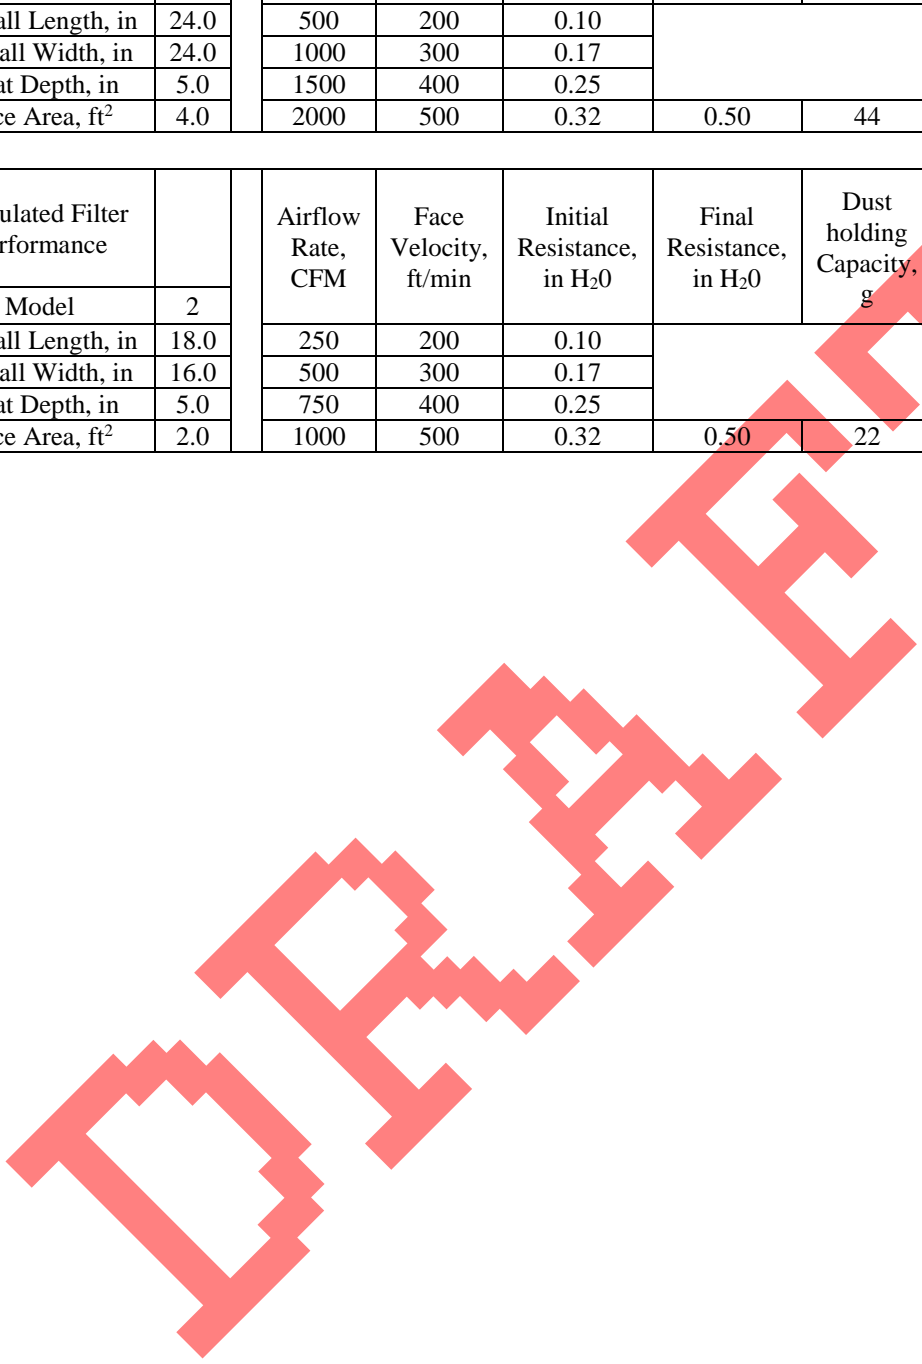 all Length, in 24.0 500 200 0.10
all Width, in 24.0 1000 300 0.17
at Depth, in 5.0 1500 400 0.25
ce Area, ft² 4.0 2000 500 0.32 0.50 44
ulated Filter
rformance
Airflow
Rate,
CFM
Face
Velocity,
ft/min
Initial
Resistance,
in H₂0
Final
Resistance,
in H₂0
Dust
holding
Capacity,
g
Model 2
all Length, in 18.0 250 200 0.10
all Width, in 16.0 500 300 0.17
at Depth, in 5.0 750 400 0.25
ce Area, ft² 2.0 1000 500 0.32 0.50 22
DRAFT